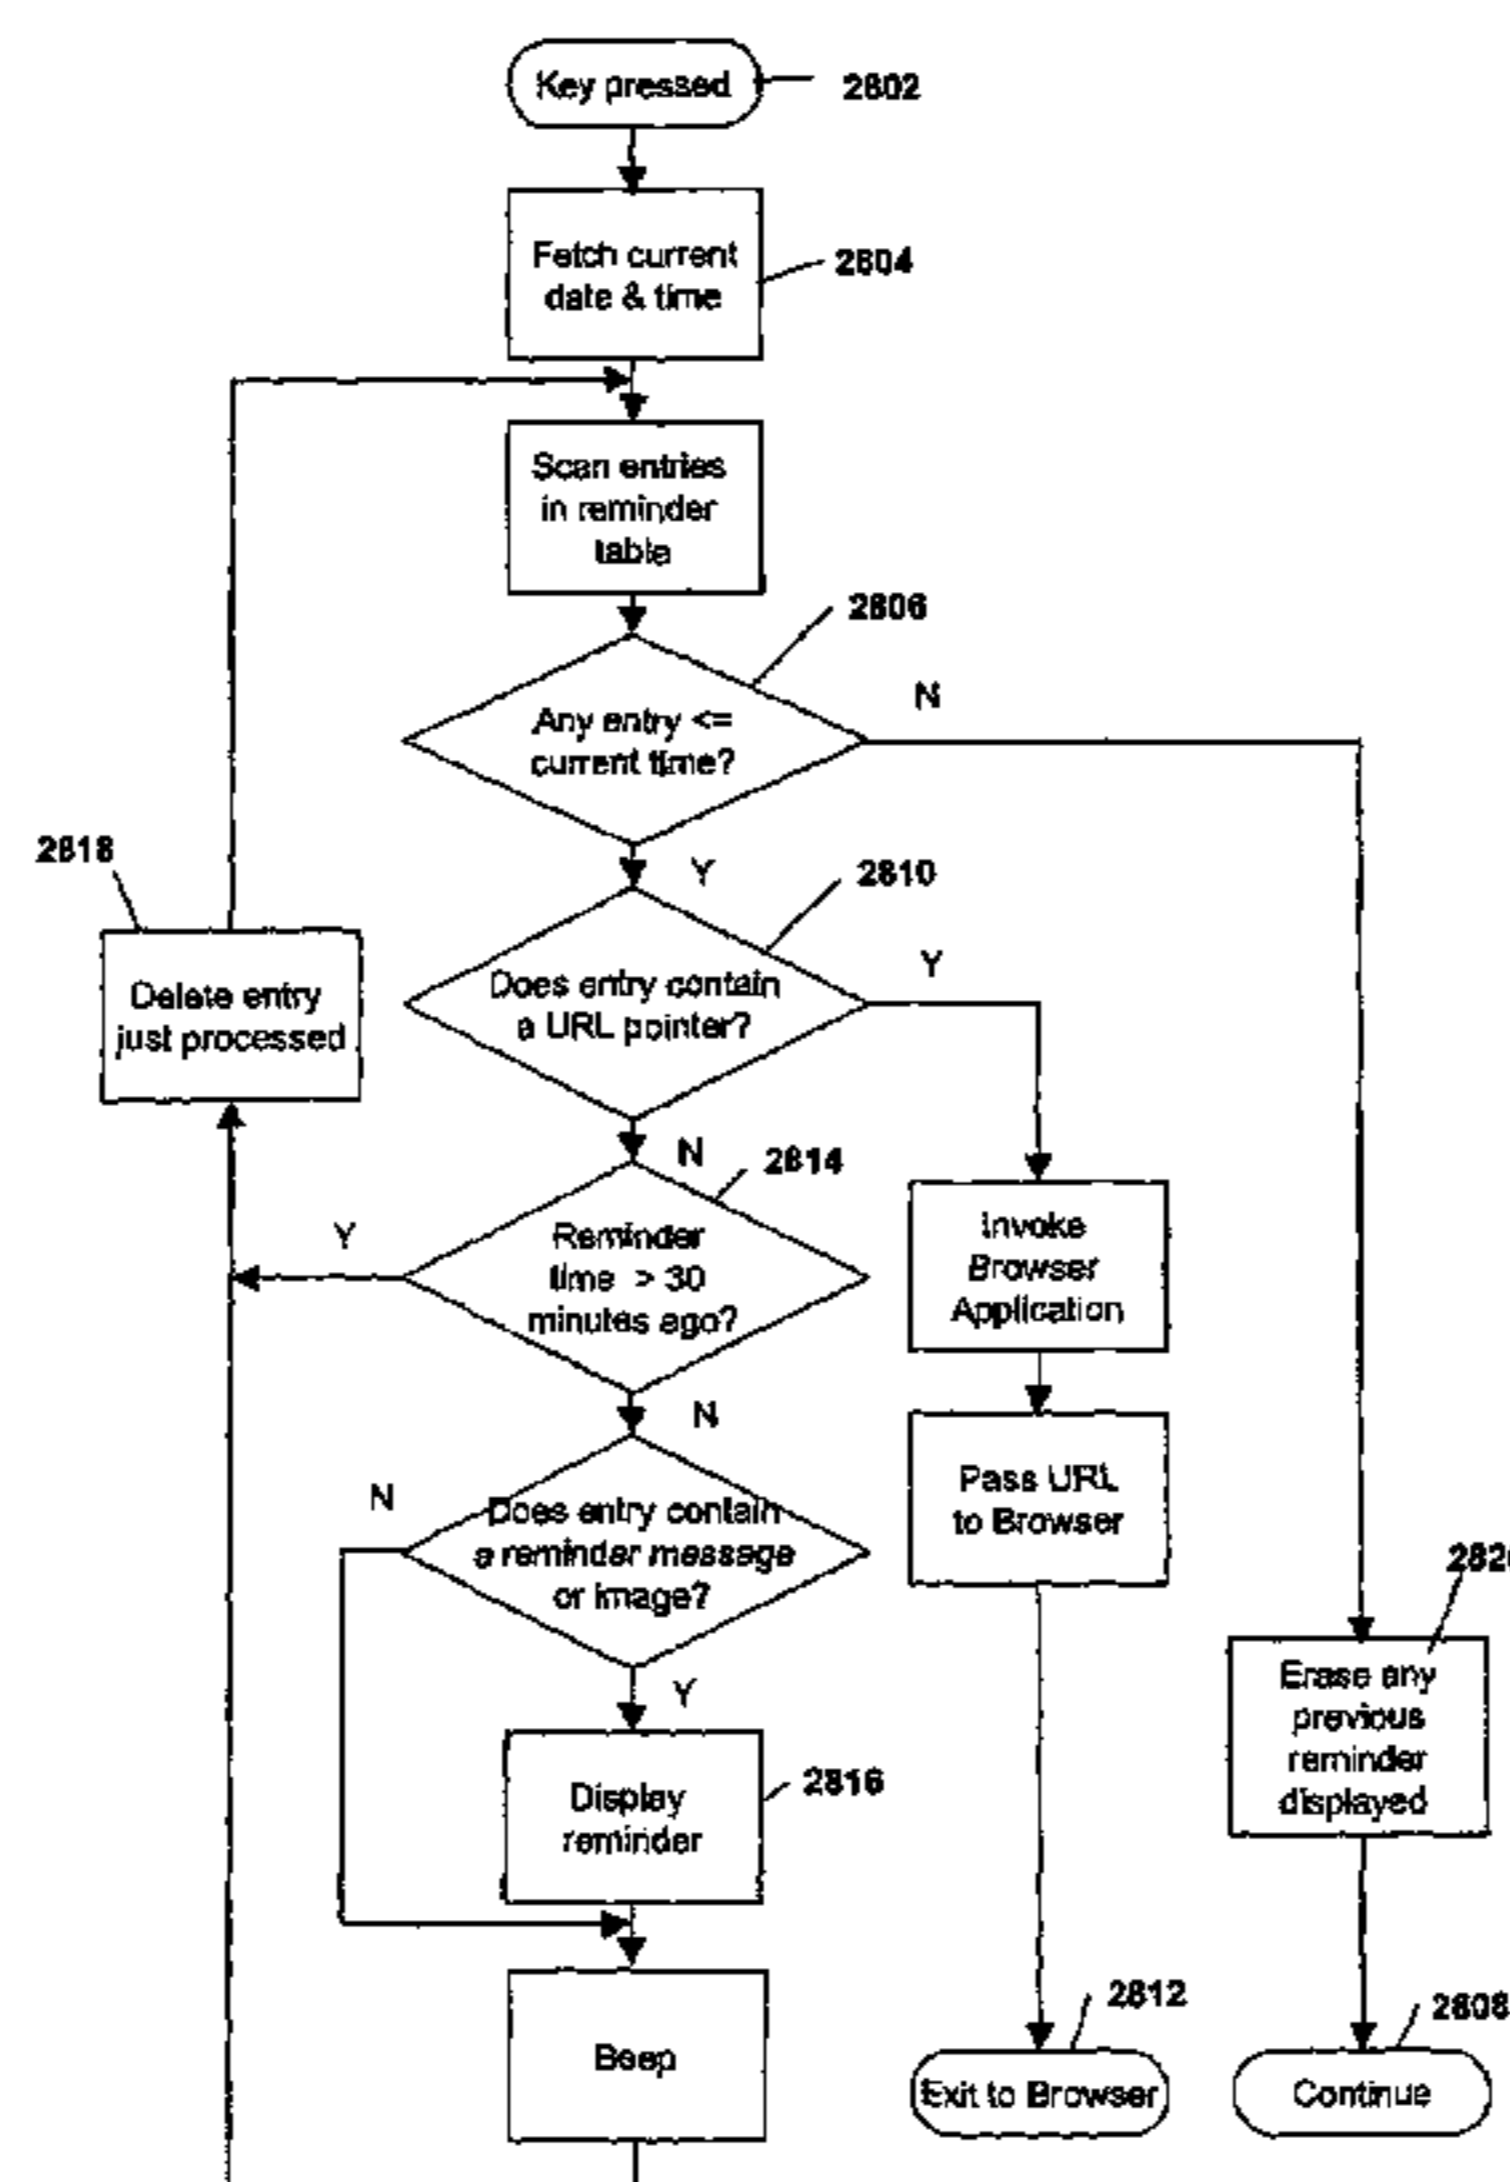 Key pressed
2802
Fetch current
date & time
2804
Scan entries
in reminder
table
2806
Any entry <=
current time?
N
Y
2818
Delete entry
just processed
2810
Does entry contain
a URL pointer?
Y
N
2814
Reminder
time > 30
minutes ago?
Y
N
Invoke
Browser
Application
Pass URL
to Browser
N
Does entry contain
a reminder message
or image?
Y
Display
reminder
2816
Erase any
previous
reminder
displayed
Beep
2812
Exit to Browser
2808
Continue